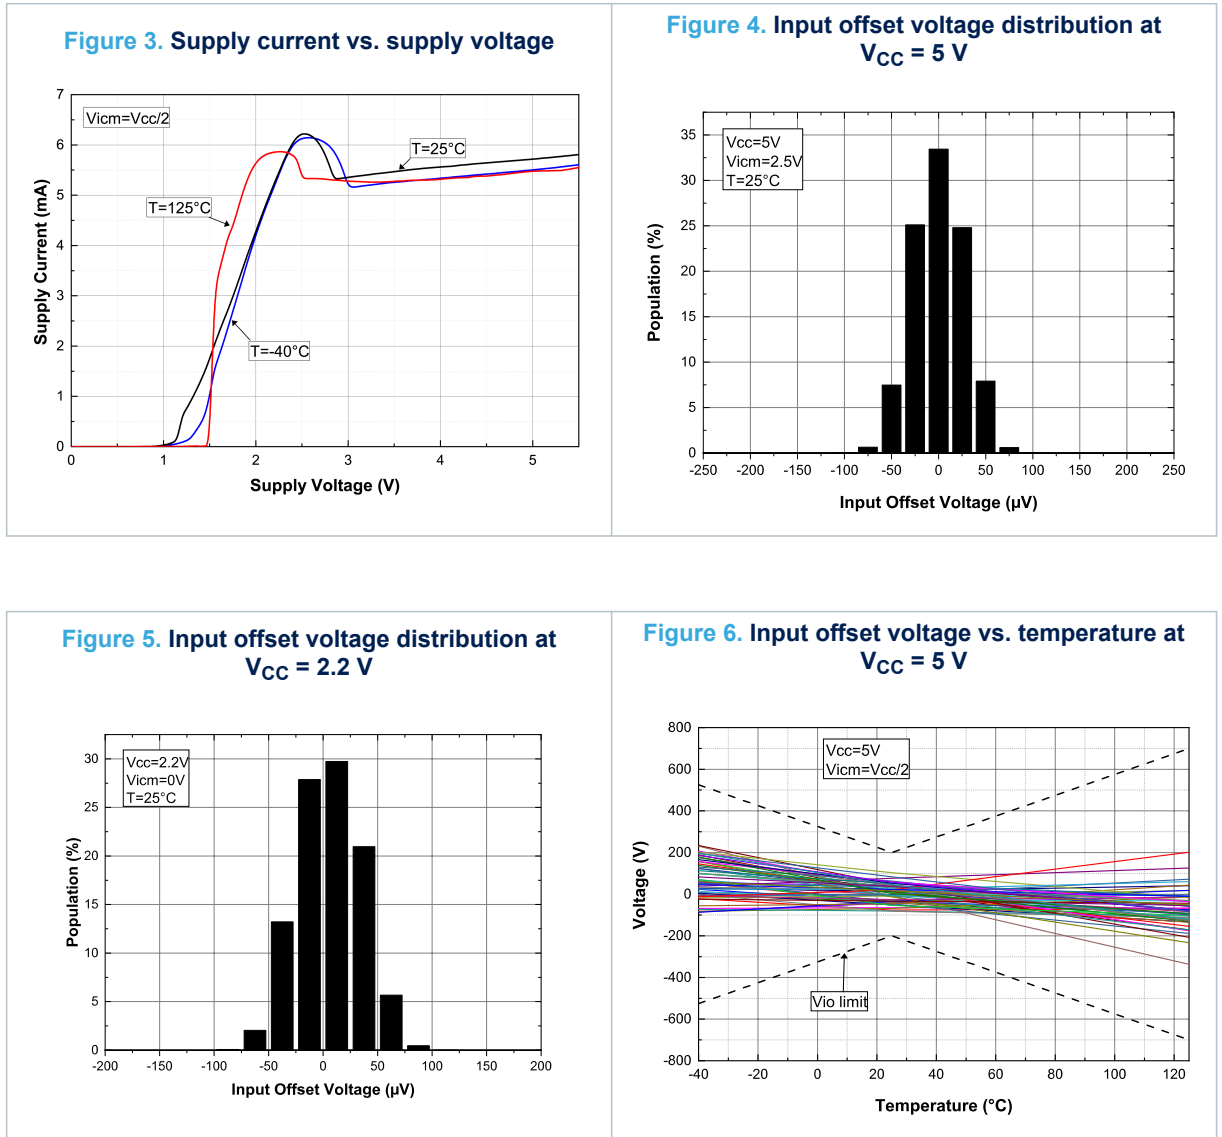 Figure 3. Supply current vs. supply voltage
7
6
5
4
3
2
1
0
Vicm=Vcc/2
T=25°C
T=125°C
T=-40°C
0 1 2 3 4 5
Supply Current (mA)
Supply Voltage (V)
Figure 4. Input offset voltage distribution at
VCC = 5 V
35
30
25
20
15
10
5
0
Vcc=5V
Vicm=2.5V
T=25°C
-250 -200 -150 -100 -50 0 50 100 150 200 250
Population (%)
Input Offset Voltage (µV)
Figure 5. Input offset voltage distribution at
VCC = 2.2 V
30
25
20
15
10
5
0
Vcc=2.2V
Vicm=0V
T=25°C
-200 -150 -100 -50 0 50 100 150 200
Population (%)
Input Offset Voltage (µV)
Figure 6. Input offset voltage vs. temperature at
VCC = 5 V
800
600
400
200
0
-200
-400
-600
-800
Vcc=5V
Vicm=Vcc/2
Vio limit
-40 -20 0 20 40 60 80 100 120
Voltage (V)
Temperature (°C)